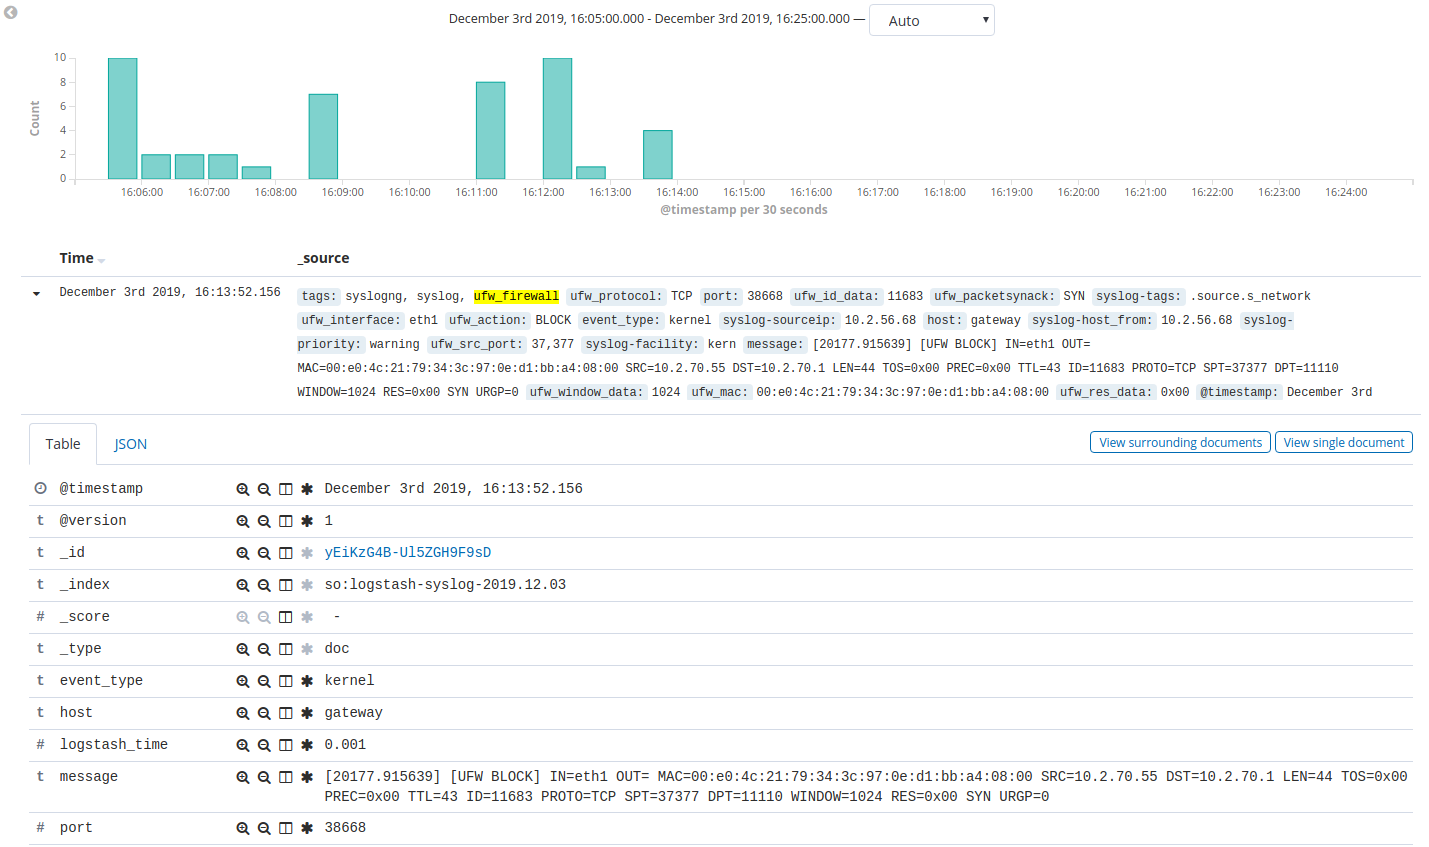 December 3rd 2019, 16:05:00.000 - December 3rd 2019, 16:25:00.000 — Auto
10
8
6
4
2
0
Count
16:06:00 16:07:00 16:08:00 16:09:00 16:10:00 16:11:00 16:12:00 16:13:00 16:14:00 16:15:00 16:16:00 16:17:00 16:18:00 16:19:00 16:20:00 16:21:00 16:22:00 16:23:00 16:24:00
@timestamp per 30 seconds
Time _source
December 3rd 2019, 16:13:52.156 tags: syslogng, syslog, ufw_firewall ufw_protocol: TCP port: 38668 ufw_id_data: 11683 ufw_packetsynack: SYN syslog-tags: .source.s_network
ufw_interface: eth1 ufw_action: BLOCK event_type: kernel syslog-sourceip: 10.2.56.68 host: gateway syslog-host_from: 10.2.56.68 syslog-
priority: warning ufw_src_port: 37,377 syslog-facility: kern message: [20177.915639] [UFW BLOCK] IN=eth1 OUT=
MAC=00:e0:4c:21:79:34:3c:97:0e:d1:bb:a4:08:00 SRC=10.2.70.55 DST=10.2.70.1 LEN=44 TOS=0x00 PREC=0x00 TTL=43 ID=11683 PROTO=TCP SPT=37377 DPT=11110
WINDOW=1024 RES=0x00 SYN URGP=0 ufw_window_data: 1024 ufw_mac: 00:e0:4c:21:79:34:3c:97:0e:d1:bb:a4:08:00 ufw_res_data: 0x00 @timestamp: December 3rd
Table JSON View surrounding documents View single document
@timestamp December 3rd 2019, 16:13:52.156
t @version 1
t _id yEiKzG4B-Ul5ZGH9F9sD
t _index so:logstash-syslog-2019.12.03
# _score -
t _type doc
t event_type kernel
t host gateway
# logstash_time 0.001
t message [20177.915639] [UFW BLOCK] IN=eth1 OUT= MAC=00:e0:4c:21:79:34:3c:97:0e:d1:bb:a4:08:00 SRC=10.2.70.55 DST=10.2.70.1 LEN=44 TOS=0x00
PREC=0x00 TTL=43 ID=11683 PROTO=TCP SPT=37377 DPT=11110 WINDOW=1024 RES=0x00 SYN URGP=0
# port 38668